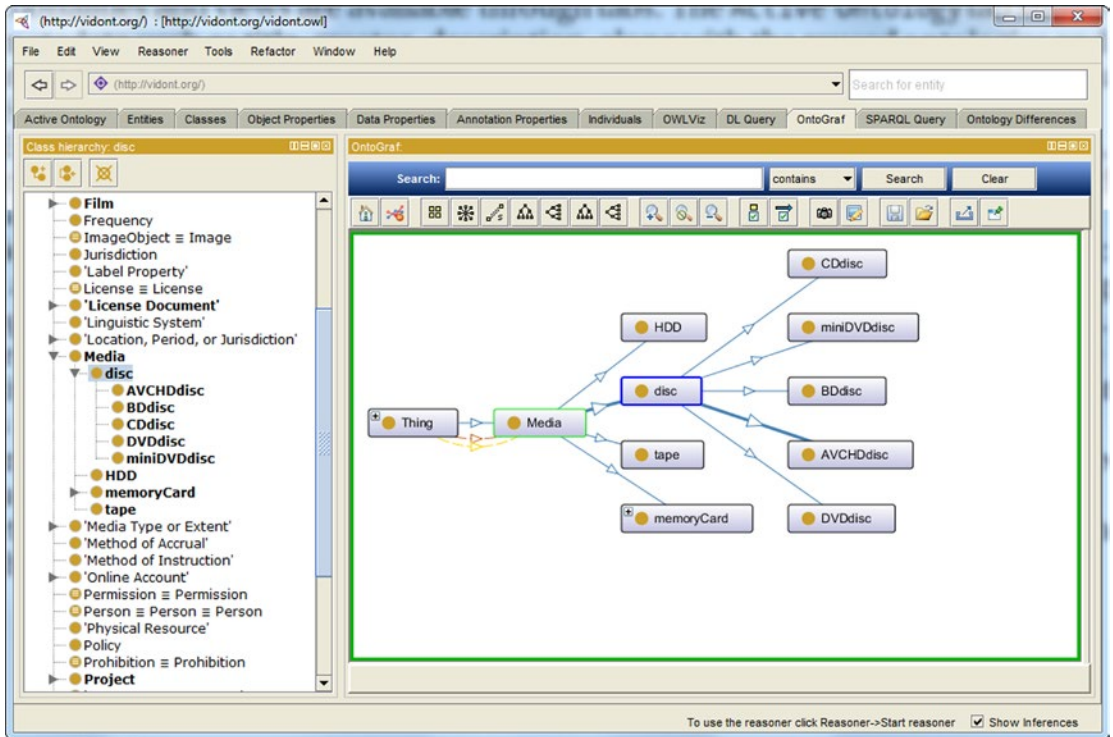 (http://vidont.org/) : [http://vidont.org/vidont.owl]
File Edit View Reasoner Tools Refactor Window Help
(http://vidont.org/)
Search for entity
Active Ontology Entities Classes Object Properties Data Properties Annotation Properties Individuals OWLViz DL Query OntoGraf SPARQL Query Ontology Differences
Class hierarchy: disc
Film
Frequency
ImageObject ≡ Image
Jurisdiction
'Label Property'
License ≡ License
'License Document'
'Linguistic System'
'Location, Period, or Jurisdiction'
Media
disc
AVCHDdisc
BDdisc
CDdisc
DVDdisc
miniDVDdisc
HDD
memoryCard
tape
'Media Type or Extent'
'Method of Accrual'
'Method of Instruction'
'Online Account'
Permission ≡ Permission
Person ≡ Person ≡ Person
'Physical Resource'
Policy
Prohibition ≡ Prohibition
Project
OntoGraf:
Search: contains Search Clear
CDdisc
HDD
miniDVDdisc
disc
BDdisc
Thing
Media
tape
AVCHDdisc
memoryCard
DVDdisc
To use the reasoner click Reasoner->Start reasoner Show Inferences